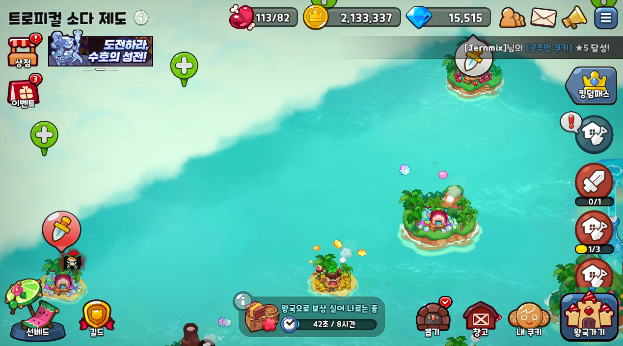 트로피컬 소다 제도
i
113/82
2,133,337
15,515
[Jernmix]님의 [공주맛 쿠키] ★5 달성!
상점
도전하라,
수호의 성전!
킹덤패스
3
이벤트
!
0/1
1/3
i
왕국으로 보상 실어 나르는 중
42초 / 8시간
선베드
길드
뽑기
창고
내 쿠키
왕국가기